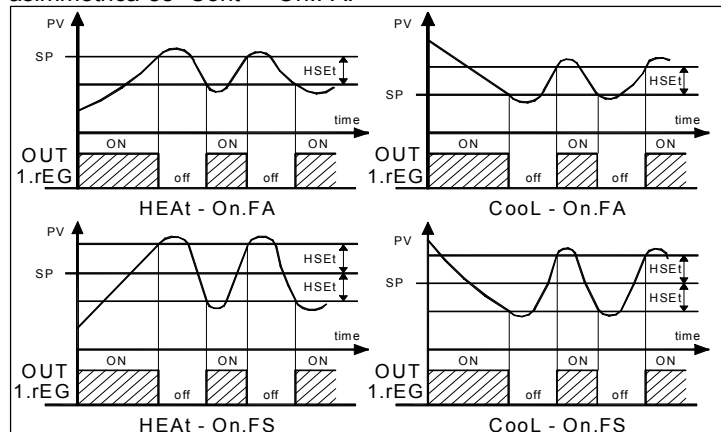 PV
SP
HSEt
time
ON ON ON
OUT
1.rEG
off off
HEAt - On.FA
PV
SP
HSEt
time
ON ON ON
OUT
1.rEG
off off
CooL - On.FA
PV
SP
HSEt
HSEt
time
ON ON ON
OUT
1.rEG
off off
HEAt - On.FS
PV
SP
HSEt
HSEt
time
ON ON ON
OUT
1.rEG
off off
CooL - On.FS